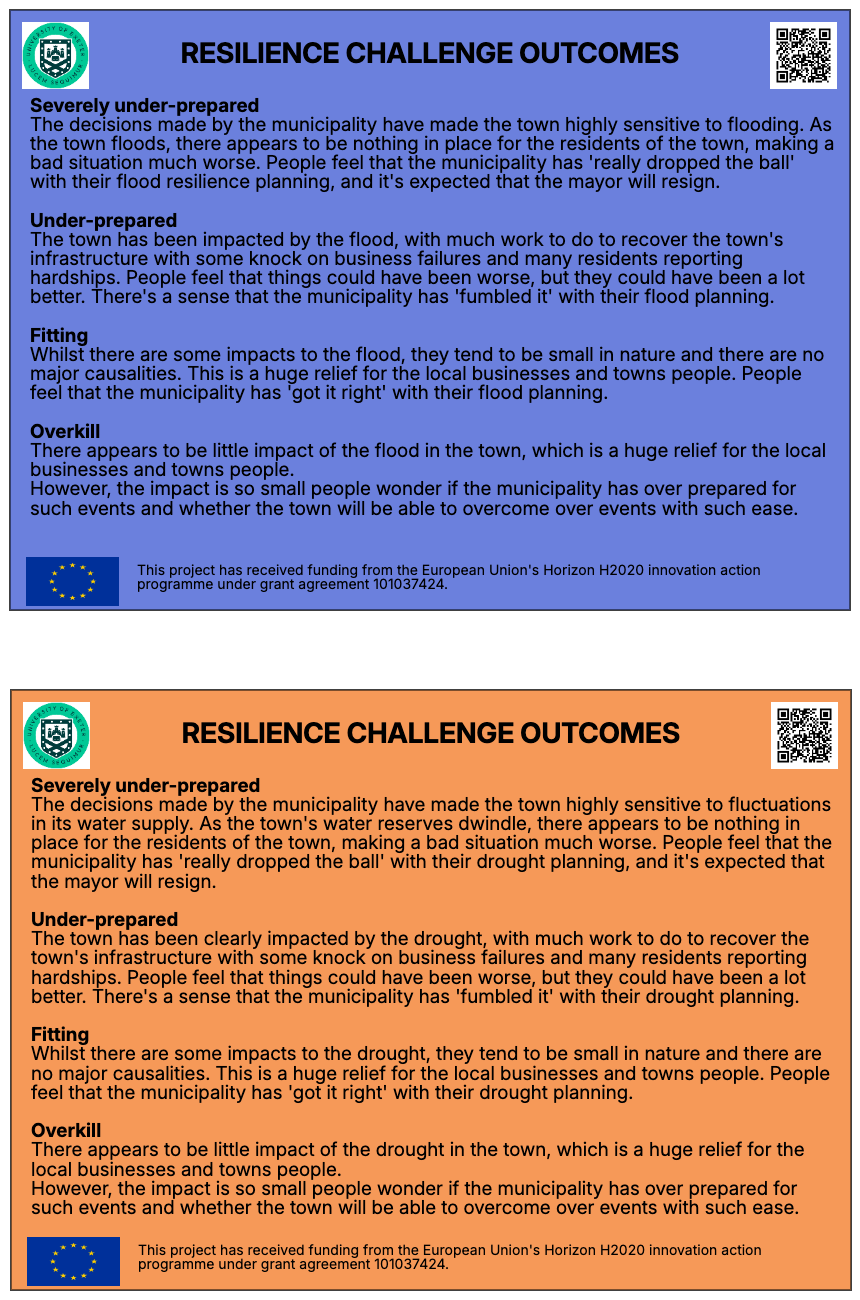 UNIVERSITY OF EXETER
LUCEM SEQUIMUR
RESILIENCE CHALLENGE OUTCOMES
Severely under-prepared
The decisions made by the municipality have made the town highly sensitive to flooding. As
the town floods, there appears to be nothing in place for the residents of the town, making a
bad situation much worse. People feel that the municipality has 'really dropped the ball'
with their flood resilience planning, and it's expected that the mayor will resign.
Under-prepared
The town has been impacted by the flood, with much work to do to recover the town's
infrastructure with some knock on business failures and many residents reporting
hardships. People feel that things could have been worse, but they could have been a lot
better. There's a sense that the municipality has 'fumbled it' with their flood planning.
Fitting
Whilst there are some impacts to the flood, they tend to be small in nature and there are no
major causalities. This is a huge relief for the local businesses and towns people. People
feel that the municipality has 'got it right' with their flood planning.
Overkill
There appears to be little impact of the flood in the town, which is a huge relief for the local
businesses and towns people.
However, the impact is so small people wonder if the municipality has over prepared for
such events and whether the town will be able to overcome over events with such ease.
This project has received funding from the European Union's Horizon H2020 innovation action
programme under grant agreement 101037424.
UNIVERSITY OF EXETER
LUCEM SEQUIMUR
RESILIENCE CHALLENGE OUTCOMES
Severely under-prepared
The decisions made by the municipality have made the town highly sensitive to fluctuations
in its water supply. As the town's water reserves dwindle, there appears to be nothing in
place for the residents of the town, making a bad situation much worse. People feel that the
municipality has 'really dropped the ball' with their drought planning, and it's expected that
the mayor will resign.
Under-prepared
The town has been clearly impacted by the drought, with much work to do to recover the
town's infrastructure with some knock on business failures and many residents reporting
hardships. People feel that things could have been worse, but they could have been a lot
better. There's a sense that the municipality has 'fumbled it' with their drought planning.
Fitting
Whilst there are some impacts to the drought, they tend to be small in nature and there are
no major causalities. This is a huge relief for the local businesses and towns people. People
feel that the municipality has 'got it right' with their drought planning.
Overkill
There appears to be little impact of the drought in the town, which is a huge relief for the
local businesses and towns people.
However, the impact is so small people wonder if the municipality has over prepared for
such events and whether the town will be able to overcome over events with such ease.
This project has received funding from the European Union's Horizon H2020 innovation action
programme under grant agreement 101037424.